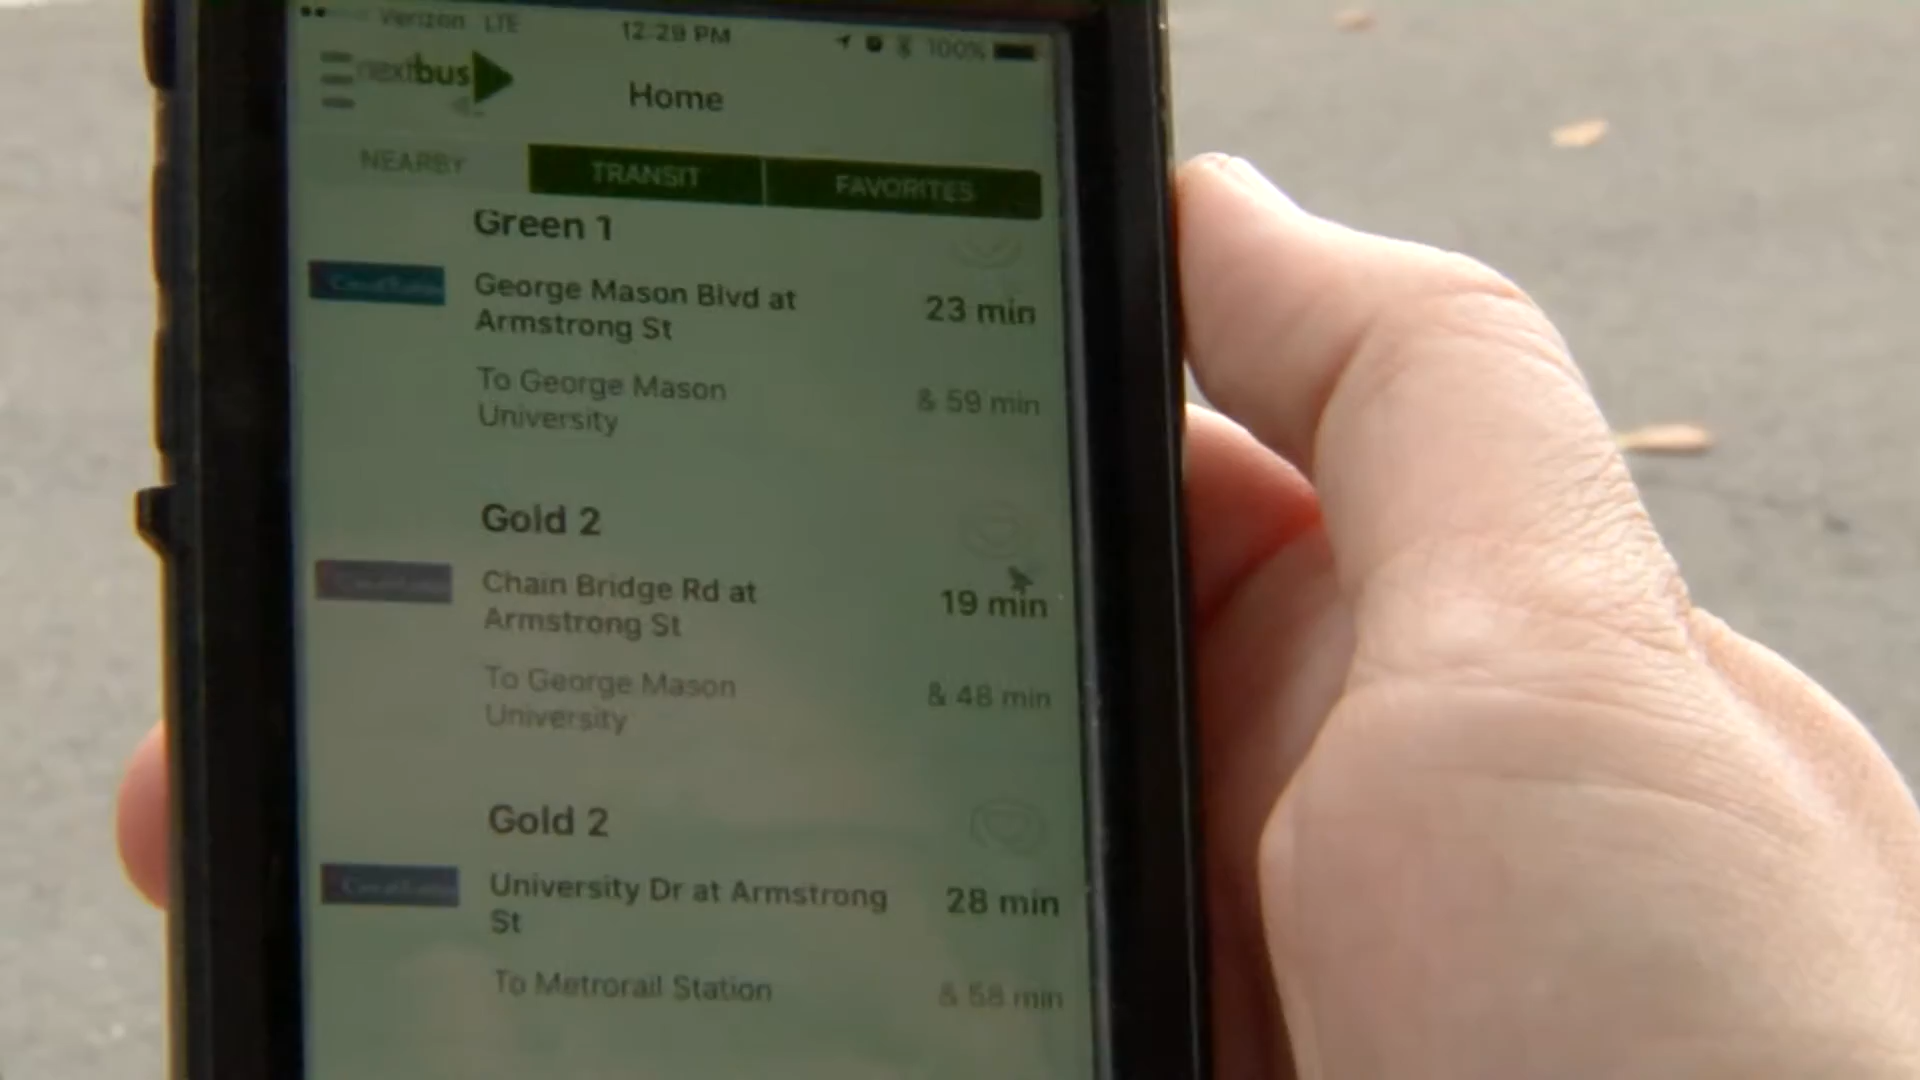 Verizon LTE 12:29 PM 100%
nextbus
Home
NEARBY TRANSIT FAVORITES
Green 1
George Mason Blvd at
Armstrong St
23 min
To George Mason
University
& 59 min
Gold 2
Chain Bridge Rd at
Armstrong St
19 min
To George Mason
University
& 48 min
Gold 2
University Dr at Armstrong
St
28 min
To Metrorail Station
& 58 min